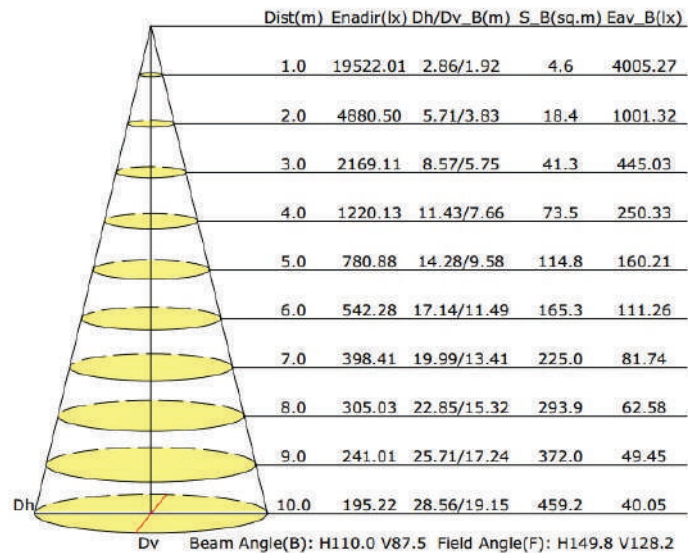 Dist(m) Enadir(lx) Dh/Dv_B(m) S_B(sq.m) Eav_B(lx)
1.0 19522.01 2.86/1.92 4.6 4005.27
2.0 4880.50 5.71/3.83 18.4 1001.32
3.0 2169.11 8.57/5.75 41.3 445.03
4.0 1220.13 11.43/7.66 73.5 250.33
5.0 780.88 14.28/9.58 114.8 160.21
6.0 542.28 17.14/11.49 165.3 111.26
7.0 398.41 19.99/13.41 225.0 81.74
8.0 305.03 22.85/15.32 293.9 62.58
9.0 241.01 25.71/17.24 372.0 49.45
Dh 10.0 195.22 28.56/19.15 459.2 40.05
Dv Beam Angle(B): H110.0 V87.5 Field Angle(F): H149.8 V128.2